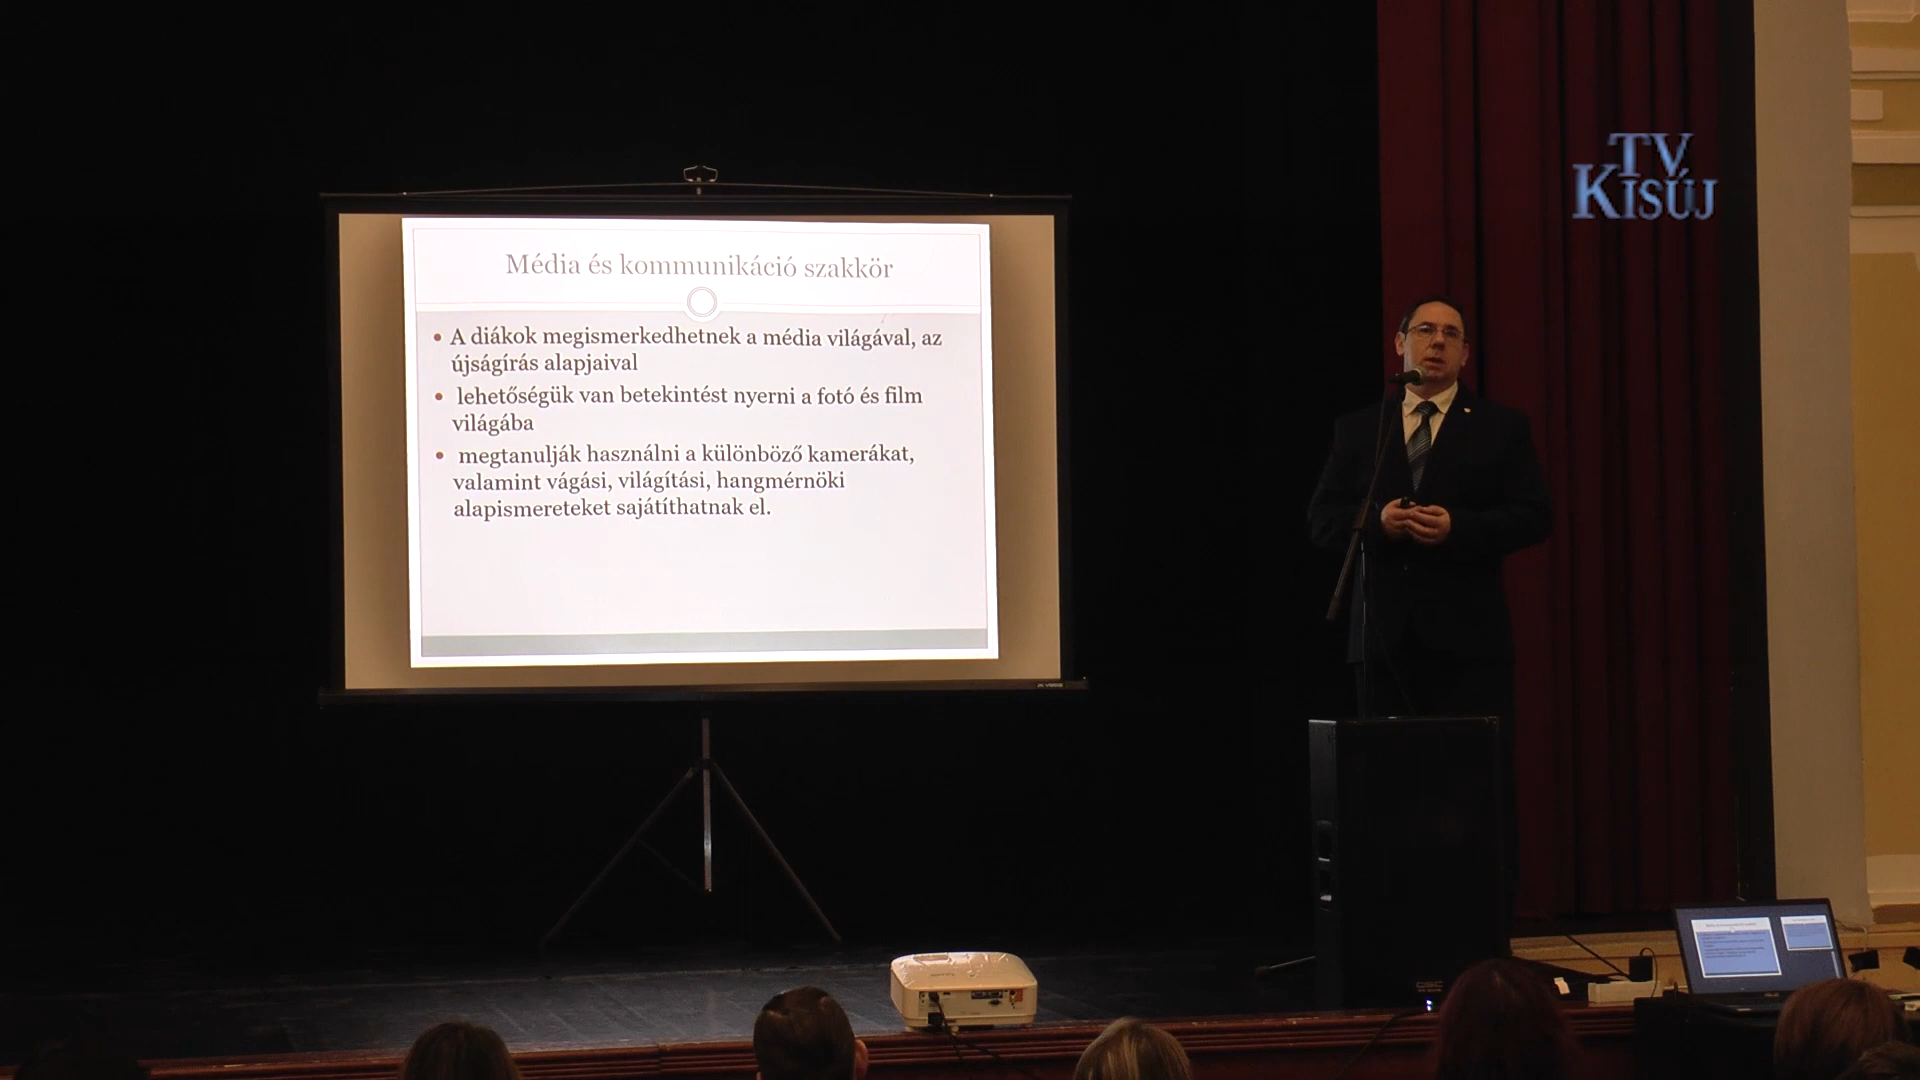 Média és kommunikáció szakkör
• A diákok megismerkedhetnek a média világával, az
újságírás alapjaival
• lehetőségük van betekintést nyerni a fotó és film
világába
• megtanulják használni a különböző kamerákat,
valamint vágási, világítási, hangmérnöki
alapismereteket sajátíthatnak el.
TV
KISÚJ
QSC